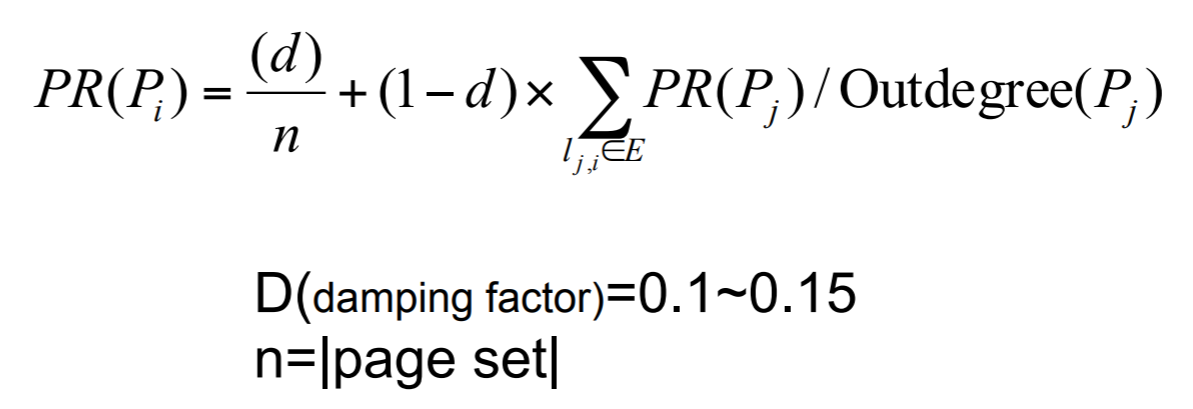 PR(P_i) = (d)/n + (1−d)× ∑_{l_{j,i}∈E} PR(P_j)/Outdegree(P_j)
D(damping factor)=0.1~0.15
n=|page set|